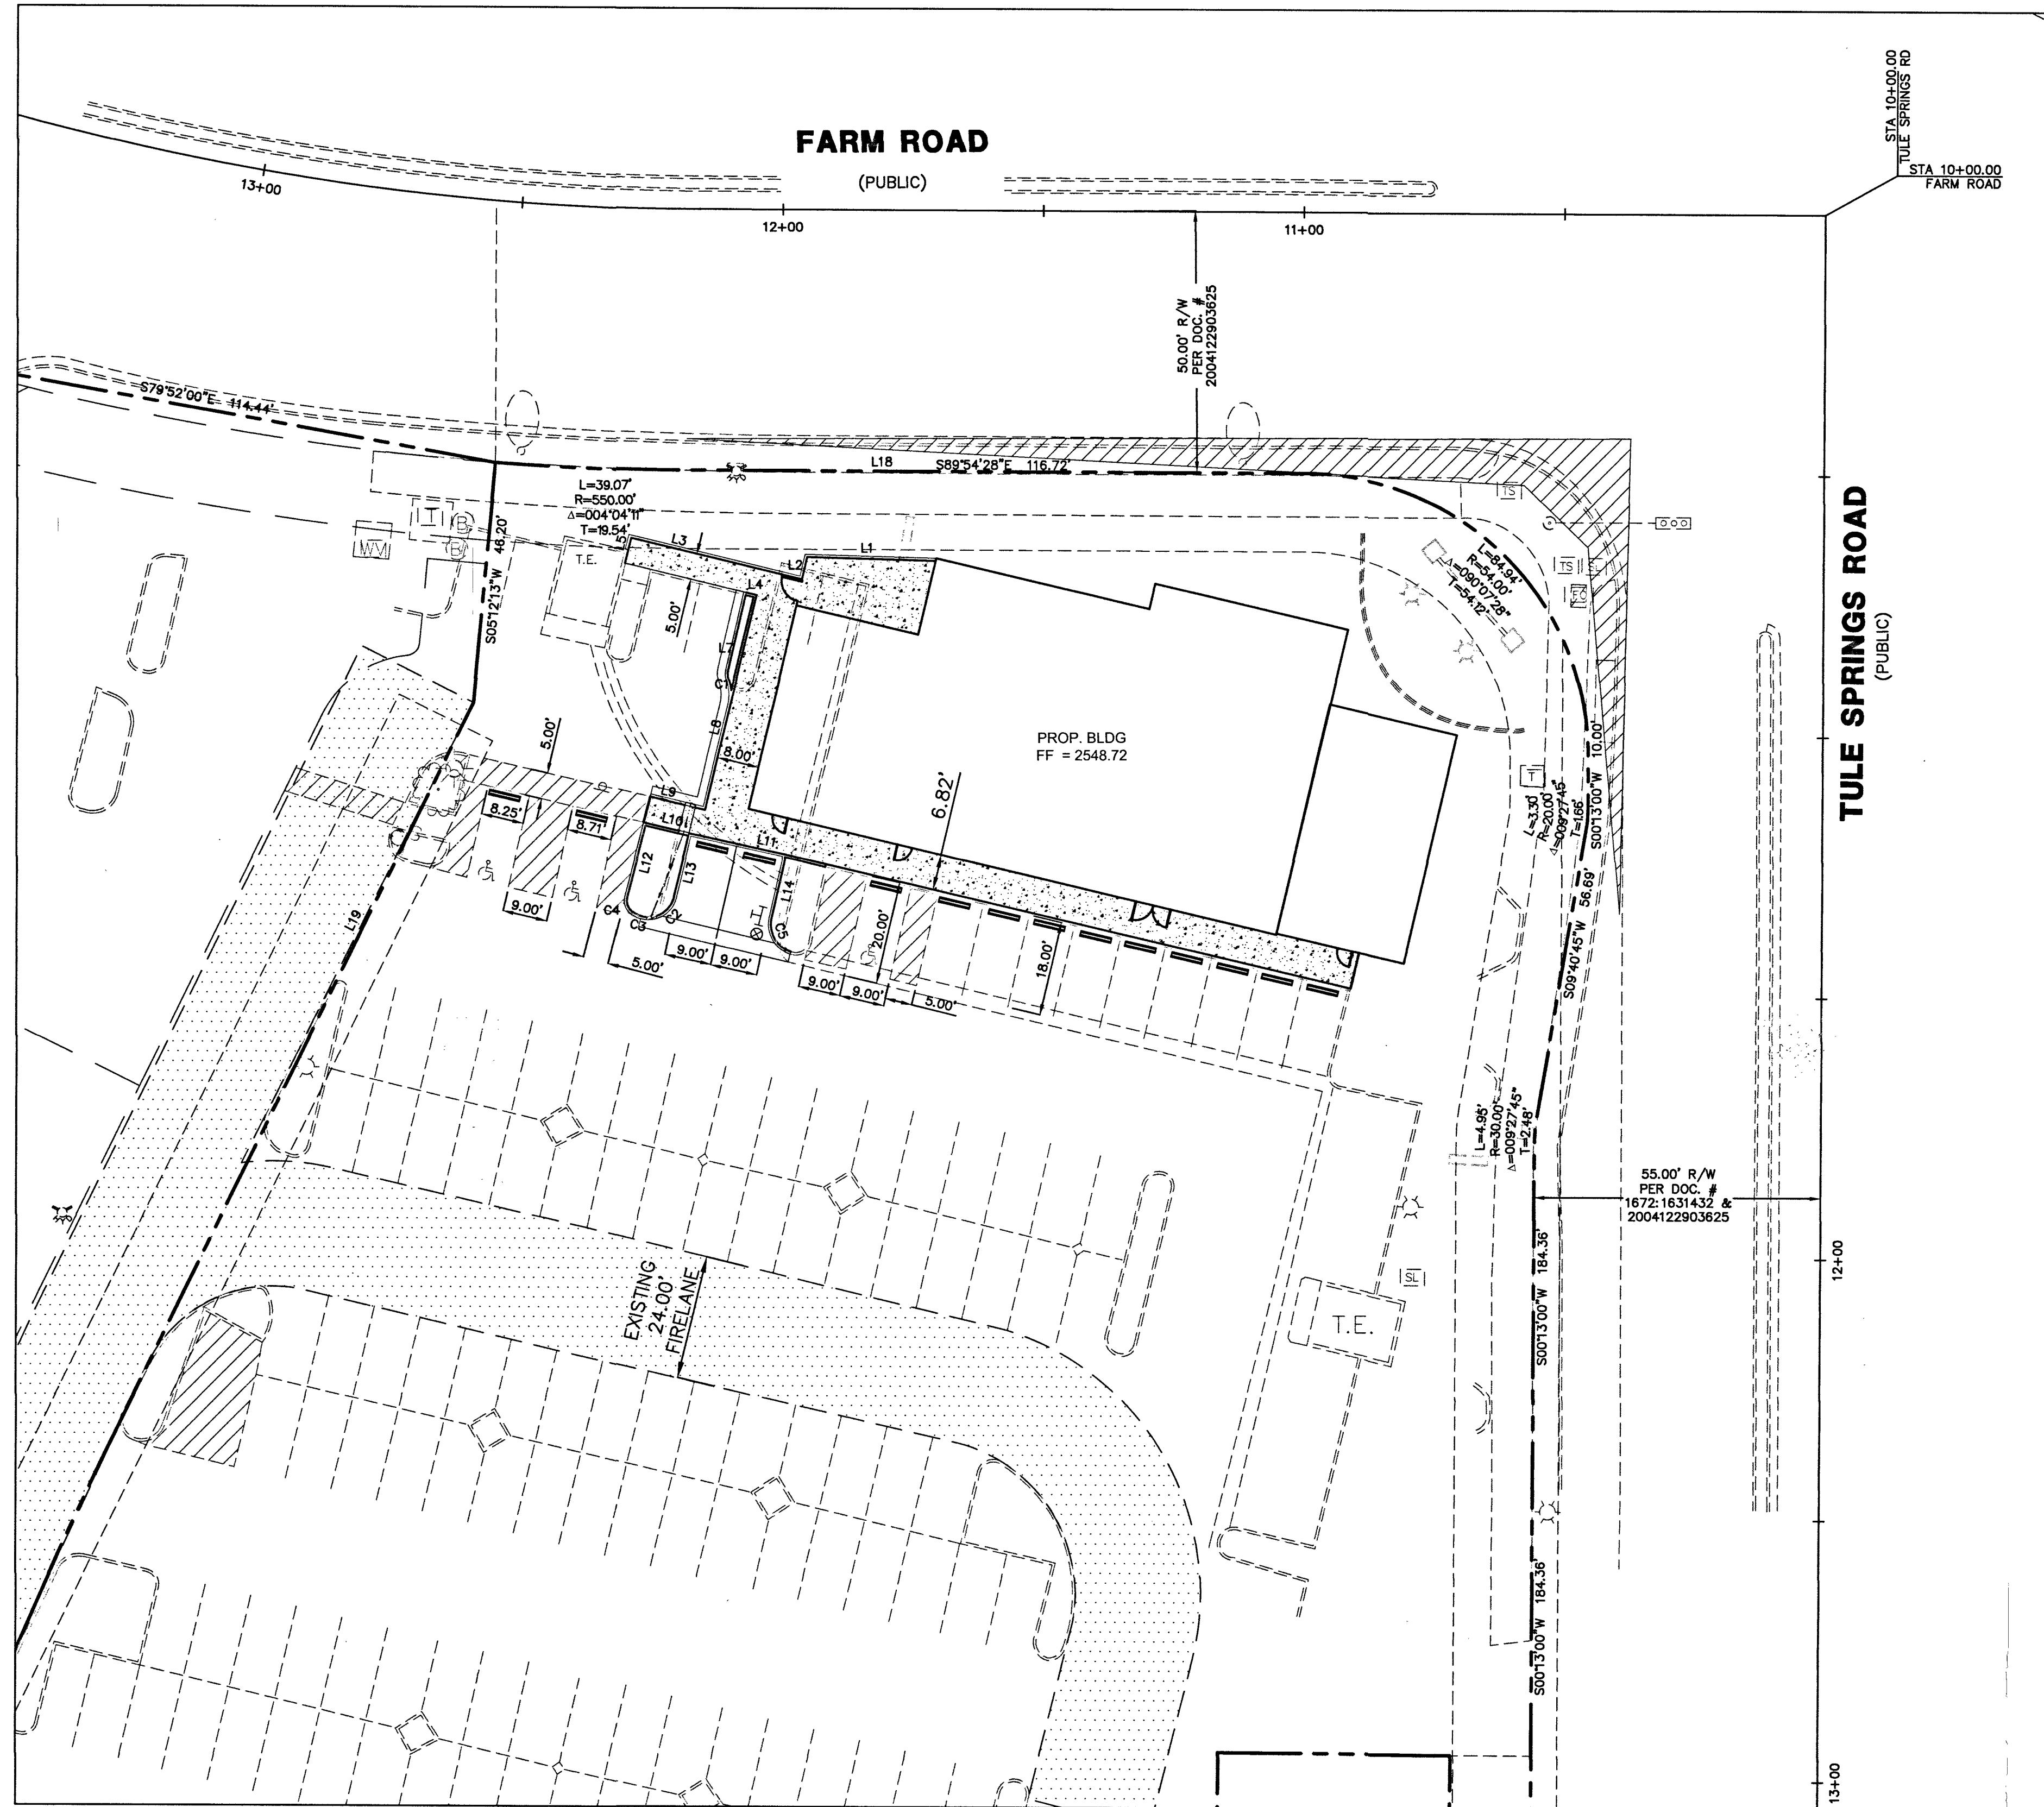 STA 10+00.00
TULE SPRINGS RD
STA 10+00.00
FARM ROAD
FARM ROAD
(PUBLIC)
13+00
12+00
11+00
50.00' R/W
PER DOC. #
2004122903625
S79°52'00"E 114.44'
L18
S89°54'28"E 116.72'
L=39.07'
R=550.00'
Δ=004°04'11"
T=19.54'
TS
T
B
B
WV
S05°12'13"W 46.20'
T.E.
L3
L2
L1
L4
5.00'
L7
C1
L8
8.00'
L=84.94'
R=54.00'
Δ=090°07'28"
T=54.12'
TS
SL
TULE SPRINGS ROAD
(PUBLIC)
PROP. BLDG
FF = 2548.72
6.82'
5.00'
8.25'
8.71'
L9
L10
L11
L12
L13
L14
C4
C3
C2
C5
9.00'
5.00'
9.00'
9.00'
9.00'
9.00'
5.00'
20.00'
18.00'
T
L=3.30'
R=20.00'
Δ=009°27'45"
T=1.66'
S00°13'00"W 10.00'
S09°40'45"W 56.69'
L19
L=4.95'
R=30.00'
Δ=009°27'45"
T=2.48'
55.00' R/W
PER DOC. #
1672:1631432 &
2004122903625
12+00
S00°13'00"W 184.36'
EXISTING
24.00'
FIRELANE
SL
T.E.
S00°13'00"W 184.36'
13+00